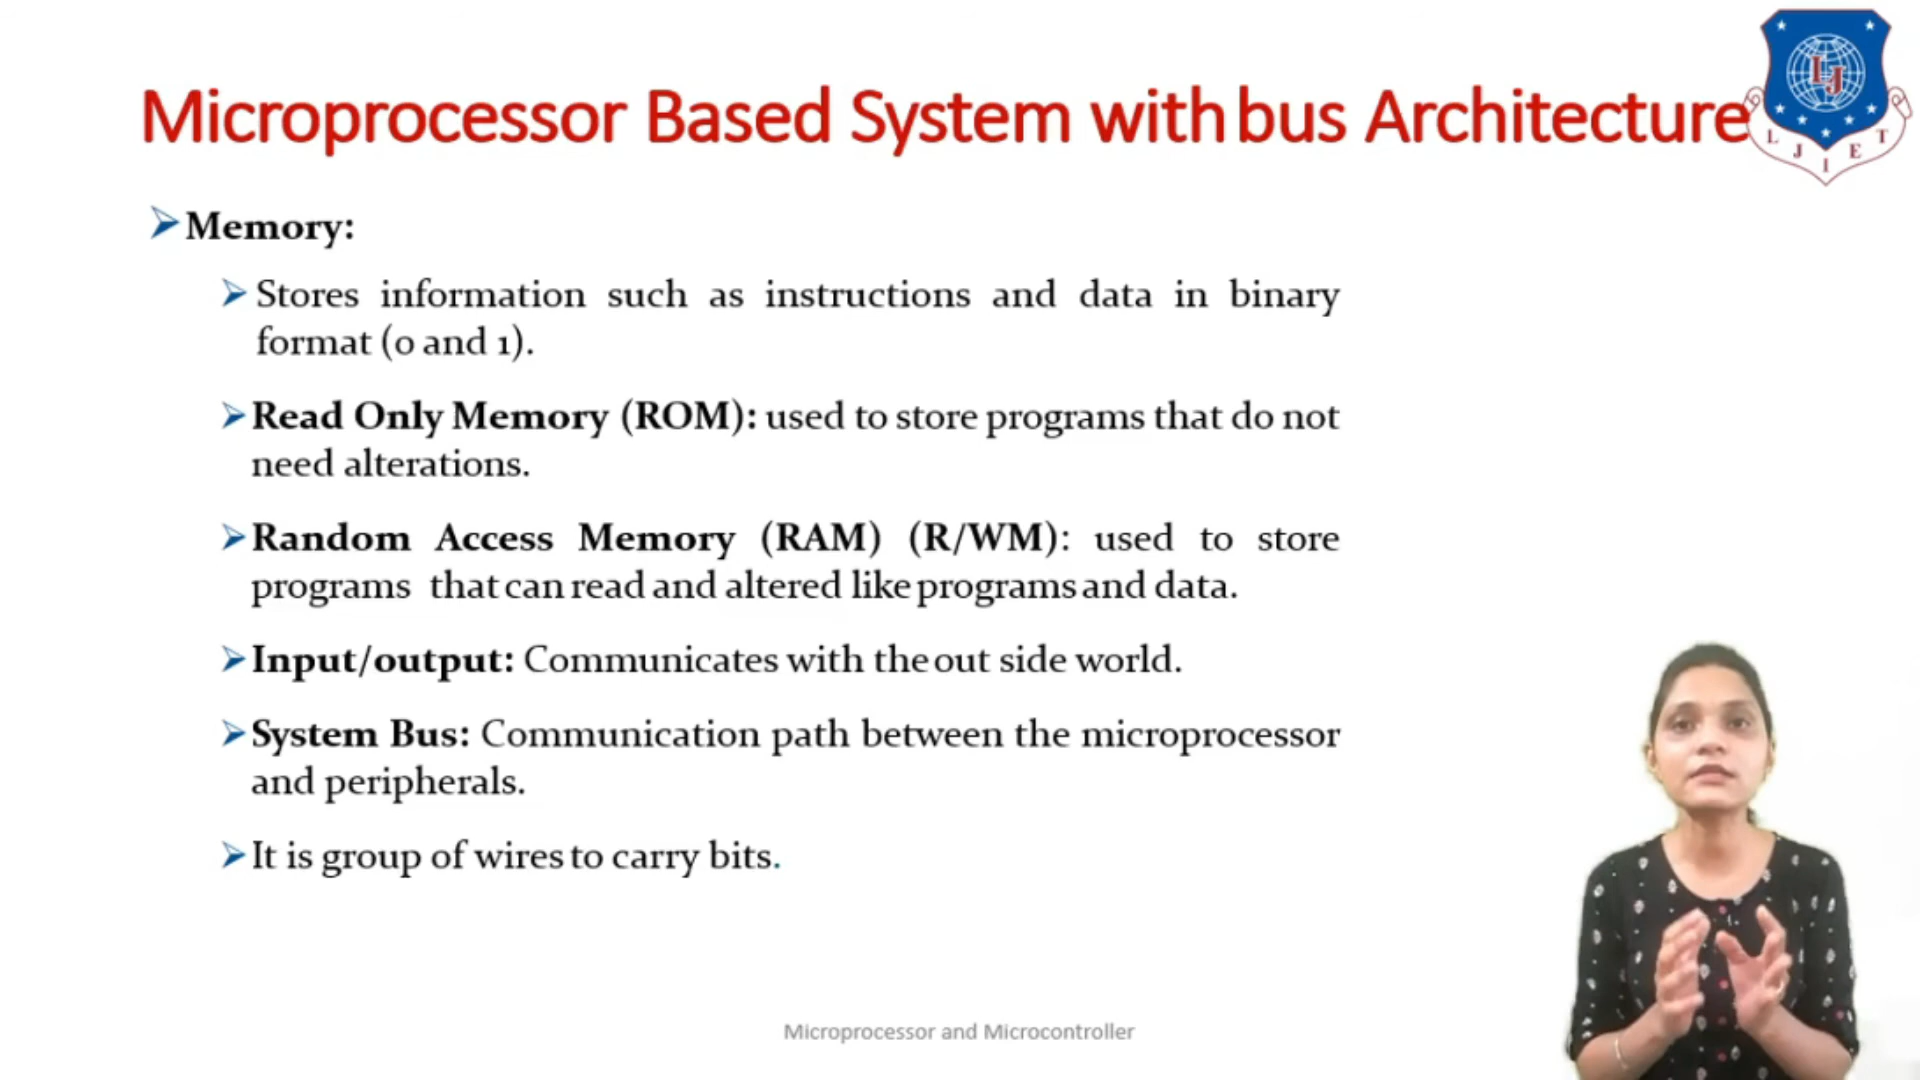 Microprocessor Based System with bus Architecture
LJ
L J I E T
Memory:
Stores information such as instructions and data in binary
format (0 and 1).
Read Only Memory (ROM): used to store programs that do not
need alterations.
Random Access Memory (RAM) (R/WM): used to store
programs that can read and altered like programs and data.
Input/output: Communicates with the out side world.
System Bus: Communication path between the microprocessor
and peripherals.
It is group of wires to carry bits.
Microprocessor and Microcontroller